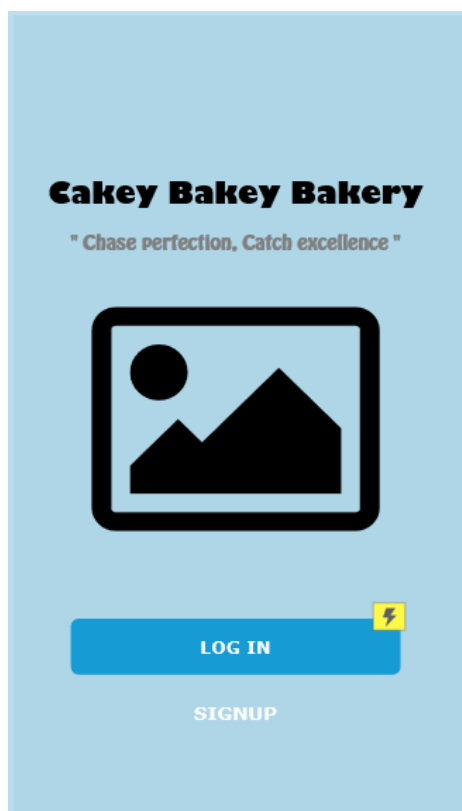 Cakey Bakey Bakery
" Chase perfection, Catch excellence "
LOG IN
SIGNUP